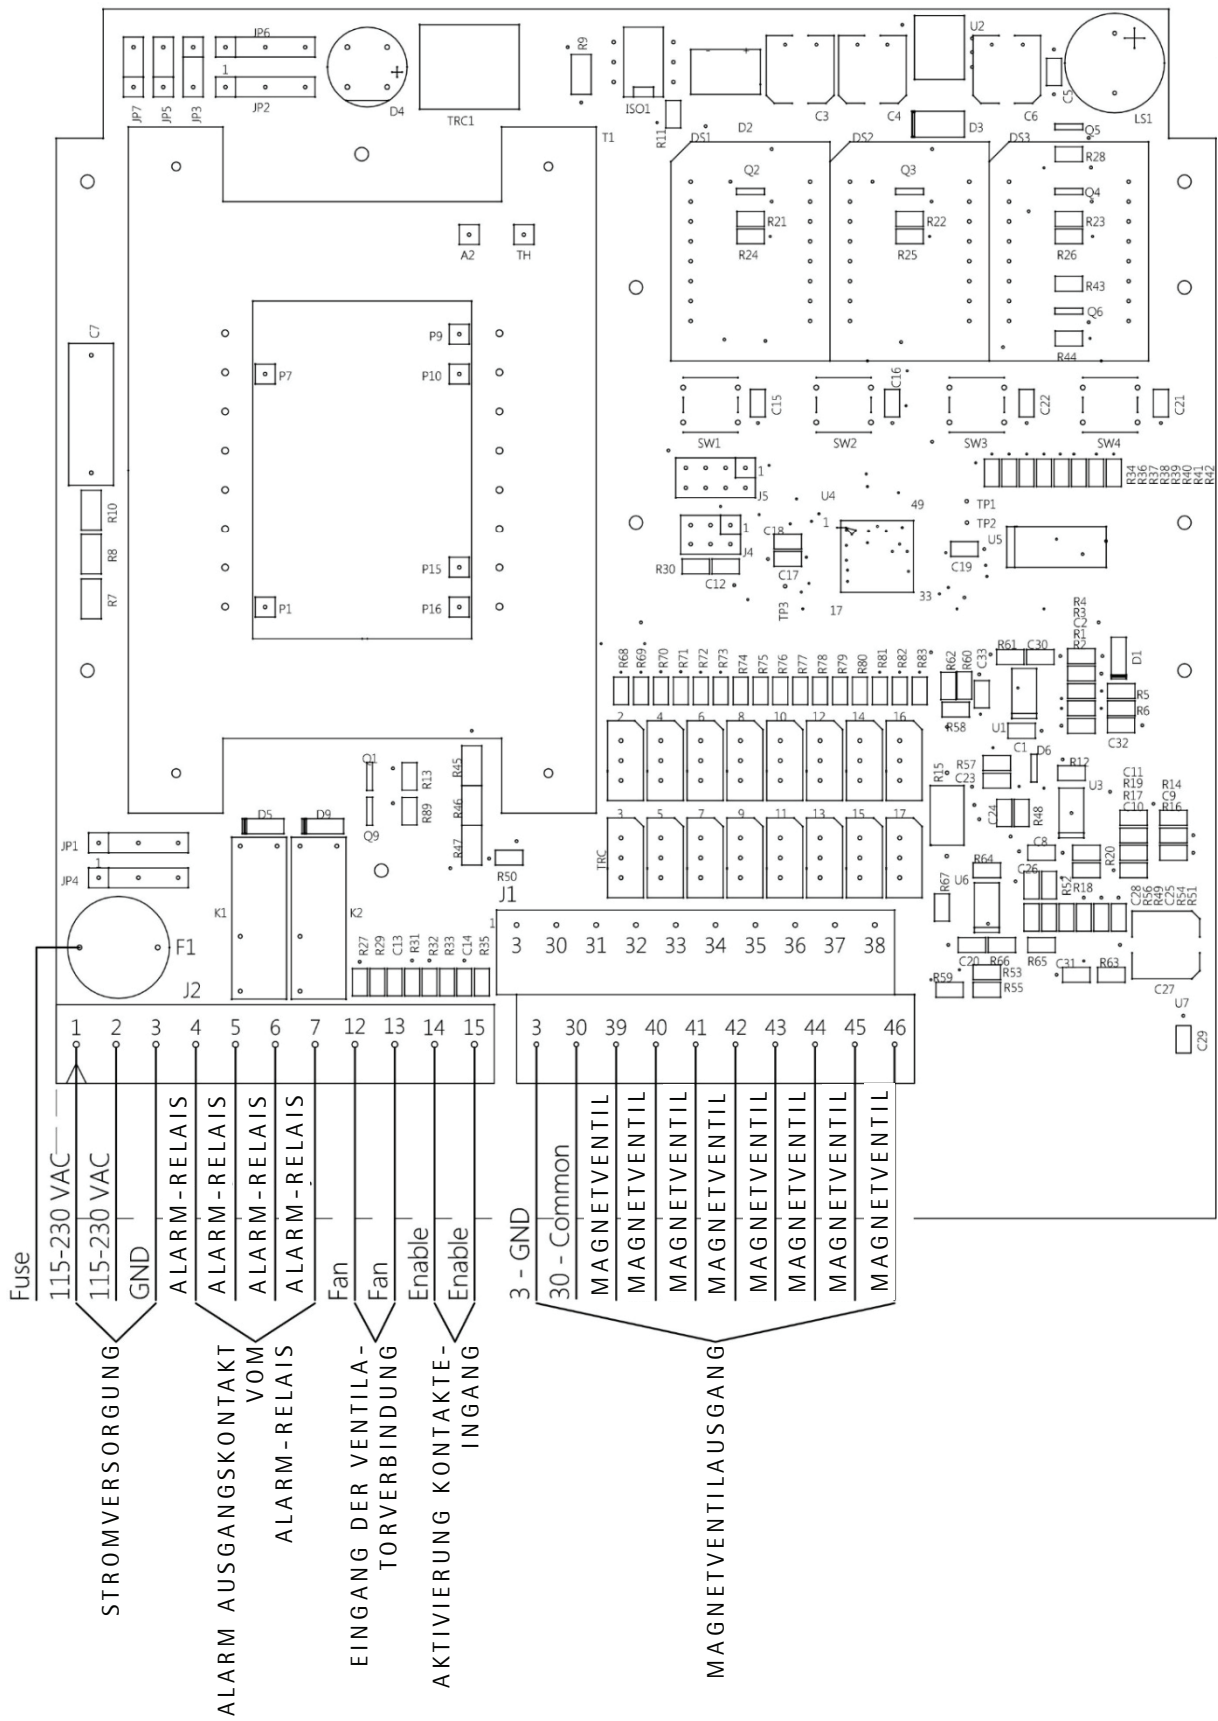 JP6
U2
R9
1
JP7
JP5
JP3
JP2
D4
TRC1
ISO1
R11
D2
C3
C4
D3
C6
C5
LS1
T1
DS1
DS2
DS3
Q5
R28
Q2
Q3
Q4
R21
R22
R23
R24
R25
R26
A2
TH
R43
Q6
R44
C7
P9
P7
P10
C15
C16
C22
C21
SW1
SW2
SW3
SW4
R34
R36
R37
R38
R39
R40
R41
R42
1
J5
U4
49
TP1
TP2
R10
1
J4
C18
1
U5
R8
R30
C12
C17
C19
P15
R7
P1
P16
TP3
17
33
R4
R3
C2
R1
R2
R68
R69
R70
R71
R72
R73
R74
R75
R76
R77
R78
R79
R80
R81
R82
R83
R62
R60
C33
R61
C30
D1
R5
R6
R58
U1
C1
C32
2
4
6
8
10
12
14
16
Q1
R13
R45
R15
R57
C23
D6
R12
U3
C11
R19
R17
C10
R14
C9
R16
Q9
R89
R46
C24
R48
D5
D9
3
5
7
9
11
13
15
17
JP1
R47
R50
TRC
C8
R20
1
JP4
R64
C26
R52
R18
U6
R67
C28
R56
R49
C25
R54
R51
K1
K2
J1
F1
R27
R29
C13
R31
R32
R33
C14
R35
1
3
30
31
32
33
34
35
36
37
38
C20
R66
R65
R59
R53
R55
C31
R63
C27
J2
U7
C29
1
2
3
4
5
6
7
12
13
14
15
3
30
39
40
41
42
43
44
45
46
Fuse
115-230 VAC
115-230 VAC
GND
ALARM-RELAIS
ALARM-RELAIS
ALARM-RELAIS
ALARM-RELAIS
Fan
Fan
Enable
Enable
3 - GND
30 - Common
MAGNETVENTIL
MAGNETVENTIL
MAGNETVENTIL
MAGNETVENTIL
MAGNETVENTIL
MAGNETVENTIL
MAGNETVENTIL
MAGNETVENTIL
STROMVERSORGUNG
ALARM AUSGANGSKONTAKT
VOM
ALARM-RELAIS
EINGANG DER VENTILA-
TORVERBINDUNG
AKTIVIERUNG KONTAKTE-
INGANG
MAGNETVENTILAUSGANG